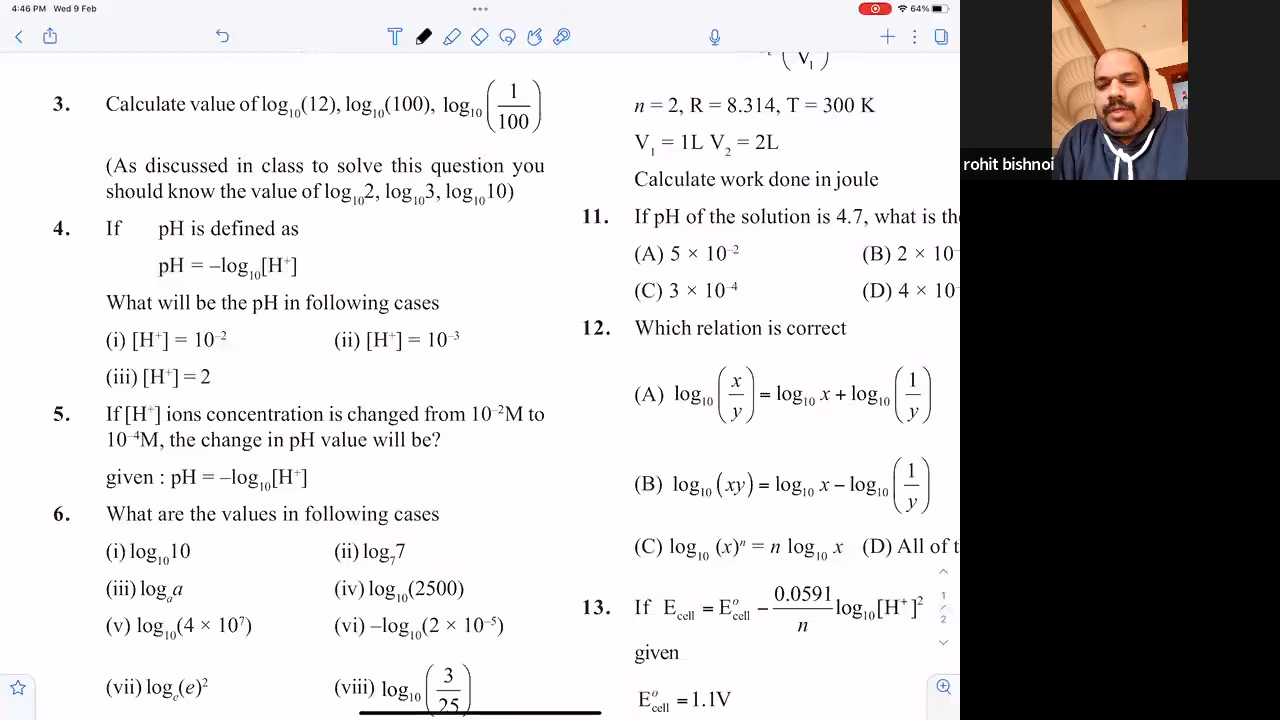 4:46 PM Wed 9 Feb
64%
3. Calculate value of log₁₀(12), log₁₀(100), log₁₀(1/100)
(As discussed in class to solve this question you
should know the value of log₁₀2, log₁₀3, log₁₀10)
4. If pH is defined as
pH = –log₁₀[H⁺]
What will be the pH in following cases
(i) [H⁺] = 10⁻² (ii) [H⁺] = 10⁻³
(iii) [H⁺] = 2
5. If [H⁺] ions concentration is changed from 10⁻²M to
10⁻⁴M, the change in pH value will be?
given : pH = –log₁₀[H⁺]
6. What are the values in following cases
(i) log₁₀10 (ii) log₇7
(iii) logₐa (iv) log₁₀(2500)
(v) log₁₀(4 × 10⁷) (vi) –log₁₀(2 × 10⁻⁵)
(vii) logₑ(e)² (viii) log₁₀(3/25)
(V₁)
n = 2, R = 8.314, T = 300 K
V₁ = 1L V₂ = 2L
Calculate work done in joule
11. If pH of the solution is 4.7, what is the
(A) 5 × 10⁻² (B) 2 × 10⁻
(C) 3 × 10⁻⁴ (D) 4 × 10⁻
12. Which relation is correct
(A) log₁₀(x/y) = log₁₀ x + log₁₀(1/y)
(B) log₁₀(xy) = log₁₀ x – log₁₀(1/y)
(C) log₁₀ (x)ⁿ = n log₁₀ x (D) All of t
13. If E_cell = E°_cell – 0.0591/n log₁₀[H⁺]²
given
E°_cell = 1.1V
1/2
rohit bishnoi